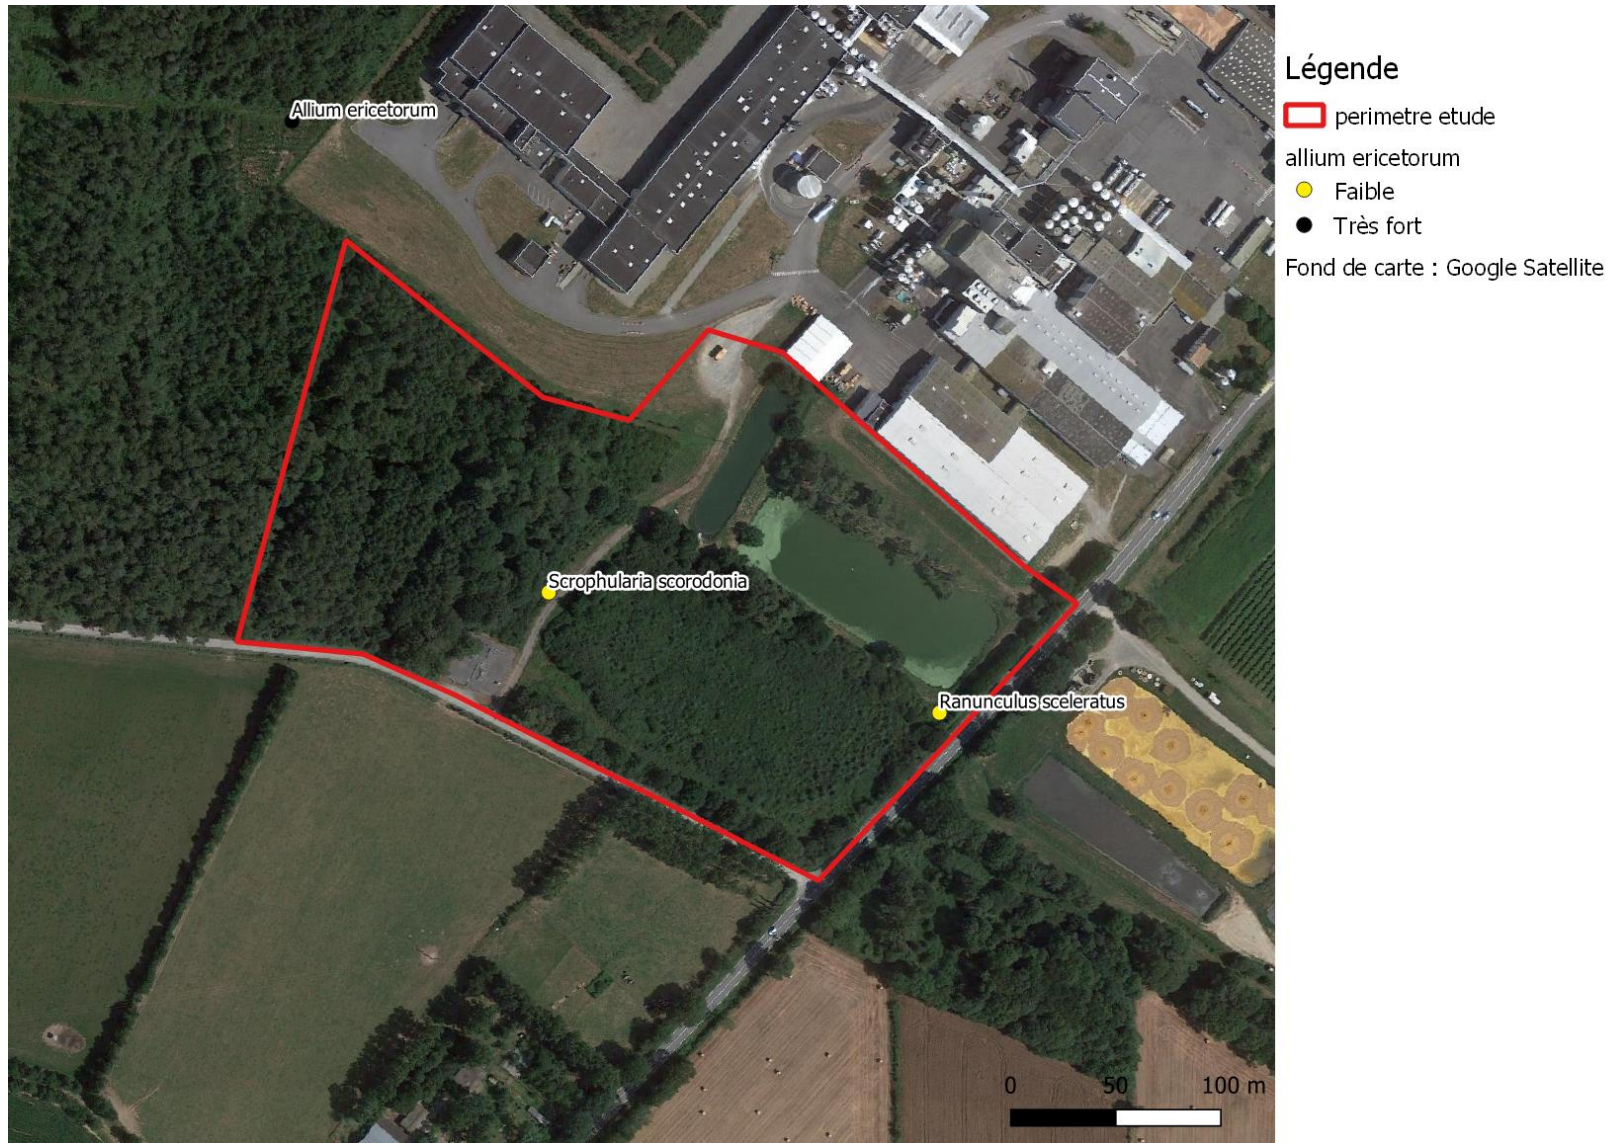 Légende
perimetre etude
allium ericetorum
Faible
Très fort
Fond de carte : Google Satellite
Allium ericetorum
Scrophularia scorodonia
Ranunculus sceleratus
0 50 100 m